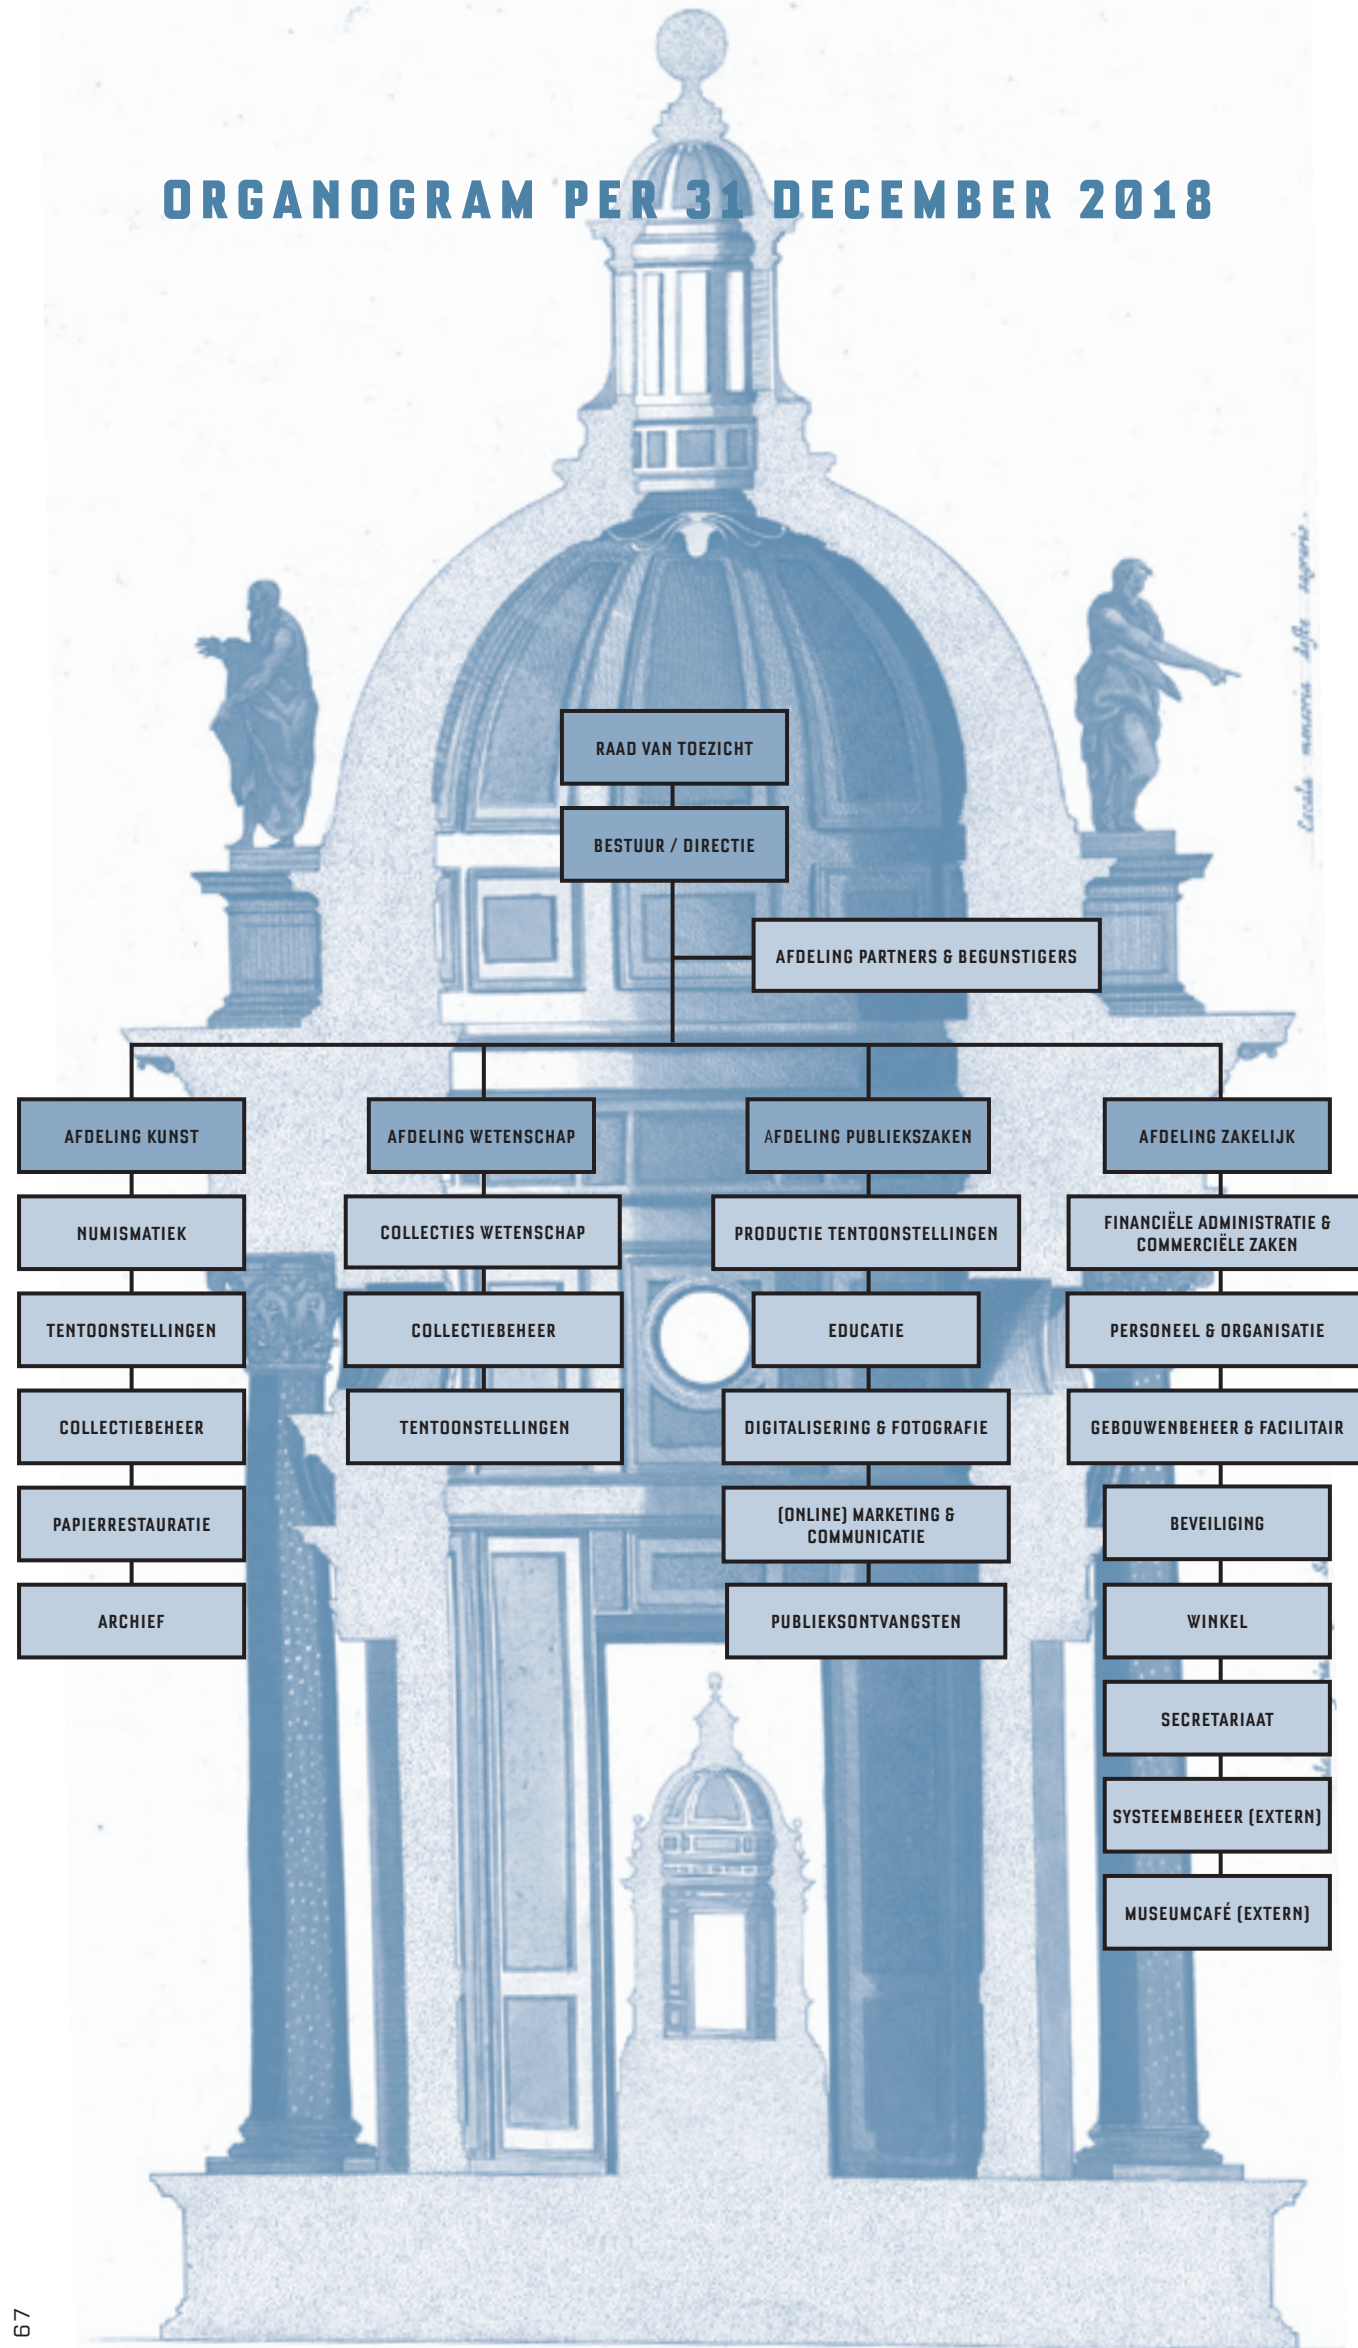 ORGANOGRAM PER 31 DECEMBER 2018
RAAD VAN TOEZICHT
BESTUUR / DIRECTIE
AFDELING PARTNERS & BEGUNSTIGERS
AFDELING KUNST
NUMISMATIEK
TENTOONSTELLINGEN
COLLECTIEBEHEER
PAPIERRESTAURATIE
ARCHIEF
AFDELING WETENSCHAP
COLLECTIES WETENSCHAP
COLLECTIEBEHEER
TENTOONSTELLINGEN
AFDELING PUBLIEKSZAKEN
PRODUCTIE TENTOONSTELLINGEN
EDUCATIE
DIGITALISERING & FOTOGRAFIE
(ONLINE) MARKETING &
COMMUNICATIE
PUBLIEKSONTVANGSTEN
AFDELING ZAKELIJK
FINANCIËLE ADMINISTRATIE &
COMMERCIËLE ZAKEN
PERSONEEL & ORGANISATIE
GEBOUWENBEHEER & FACILITAIR
BEVEILIGING
WINKEL
SECRETARIAAT
SYSTEEMBEHEER (EXTERN)
MUSEUMCAFÉ (EXTERN)
67